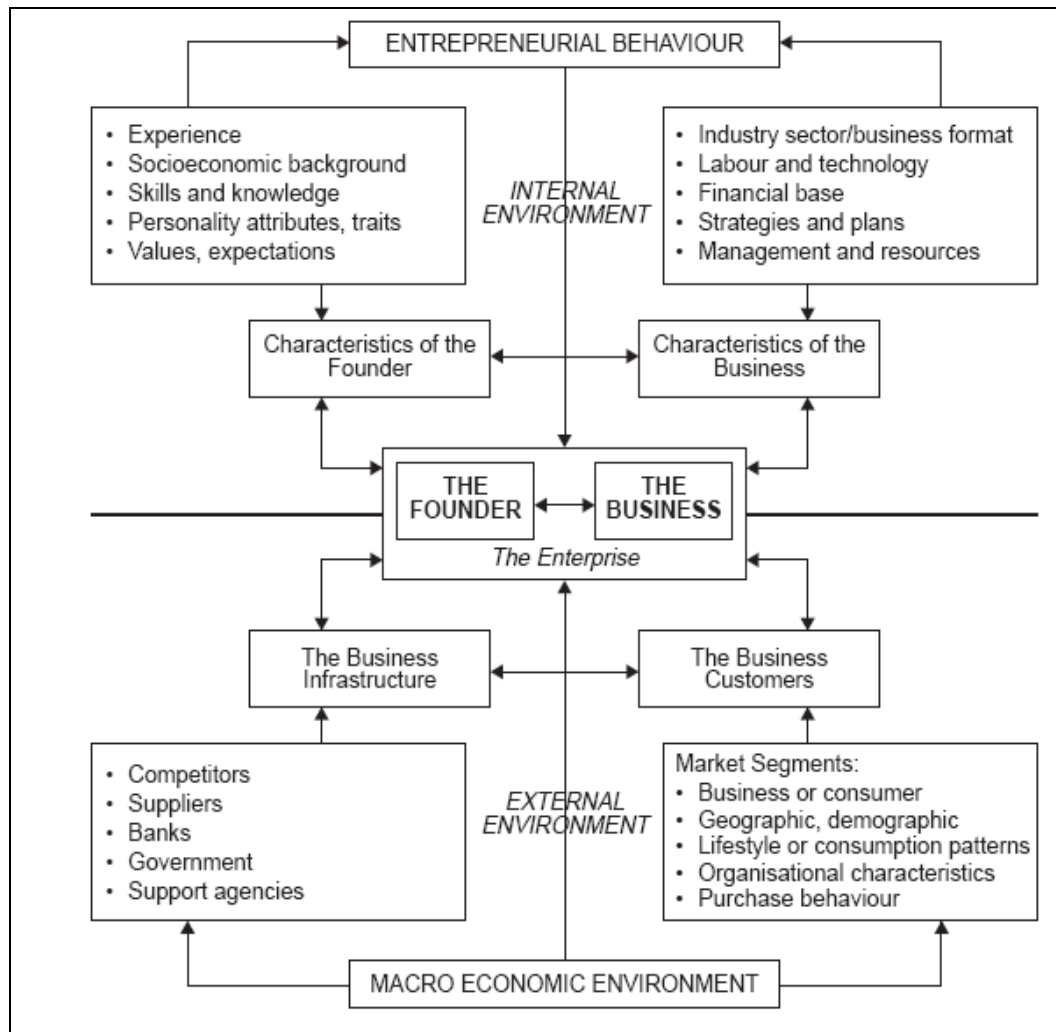 ENTREPRENEURIAL BEHAVIOUR
• Experience
• Socioeconomic background
• Skills and knowledge
• Personality attributes, traits
• Values, expectations
INTERNAL
ENVIRONMENT
• Industry sector/business format
• Labour and technology
• Financial base
• Strategies and plans
• Management and resources
Characteristics of the
Founder
Characteristics of the
Business
THE
FOUNDER
THE
BUSINESS
The Enterprise
The Business
Infrastructure
The Business
Customers
• Competitors
• Suppliers
• Banks
• Government
• Support agencies
EXTERNAL
ENVIRONMENT
Market Segments:
• Business or consumer
• Geographic, demographic
• Lifestyle or consumption patterns
• Organisational characteristics
• Purchase behaviour
MACRO ECONOMIC ENVIRONMENT